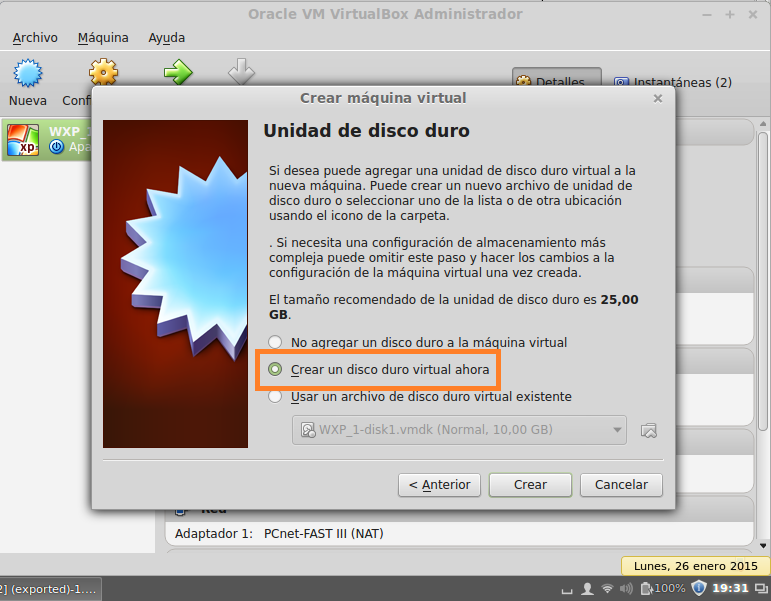 Oracle VM VirtualBox Administrador
Archivo Máquina Ayuda
Nueva
Detalles
Instantáneas (2)
Crear máquina virtual
WXP_1
xp
Unidad de disco duro
Si desea puede agregar una unidad de disco duro virtual a la
nueva máquina. Puede crear un nuevo archivo de unidad de
disco duro o seleccionar uno de la lista o de otra ubicación
usando el icono de la carpeta.
. Si necesita una configuración de almacenamiento más
compleja puede omitir este paso y hacer los cambios a la
configuración de la máquina virtual una vez creada.
El tamaño recomendado de la unidad de disco duro es 25,00
GB.
No agregar un disco duro a la máquina virtual
Crear un disco duro virtual ahora
Usar un archivo de disco duro virtual existente
WXP_1-disk1.vmdk (Normal, 10,00 GB)
< Anterior
Crear
Cancelar
Red
Adaptador 1: PCnet-FAST III (NAT)
Lunes, 26 enero 2015
2] (exported)-1....
100%
19:31